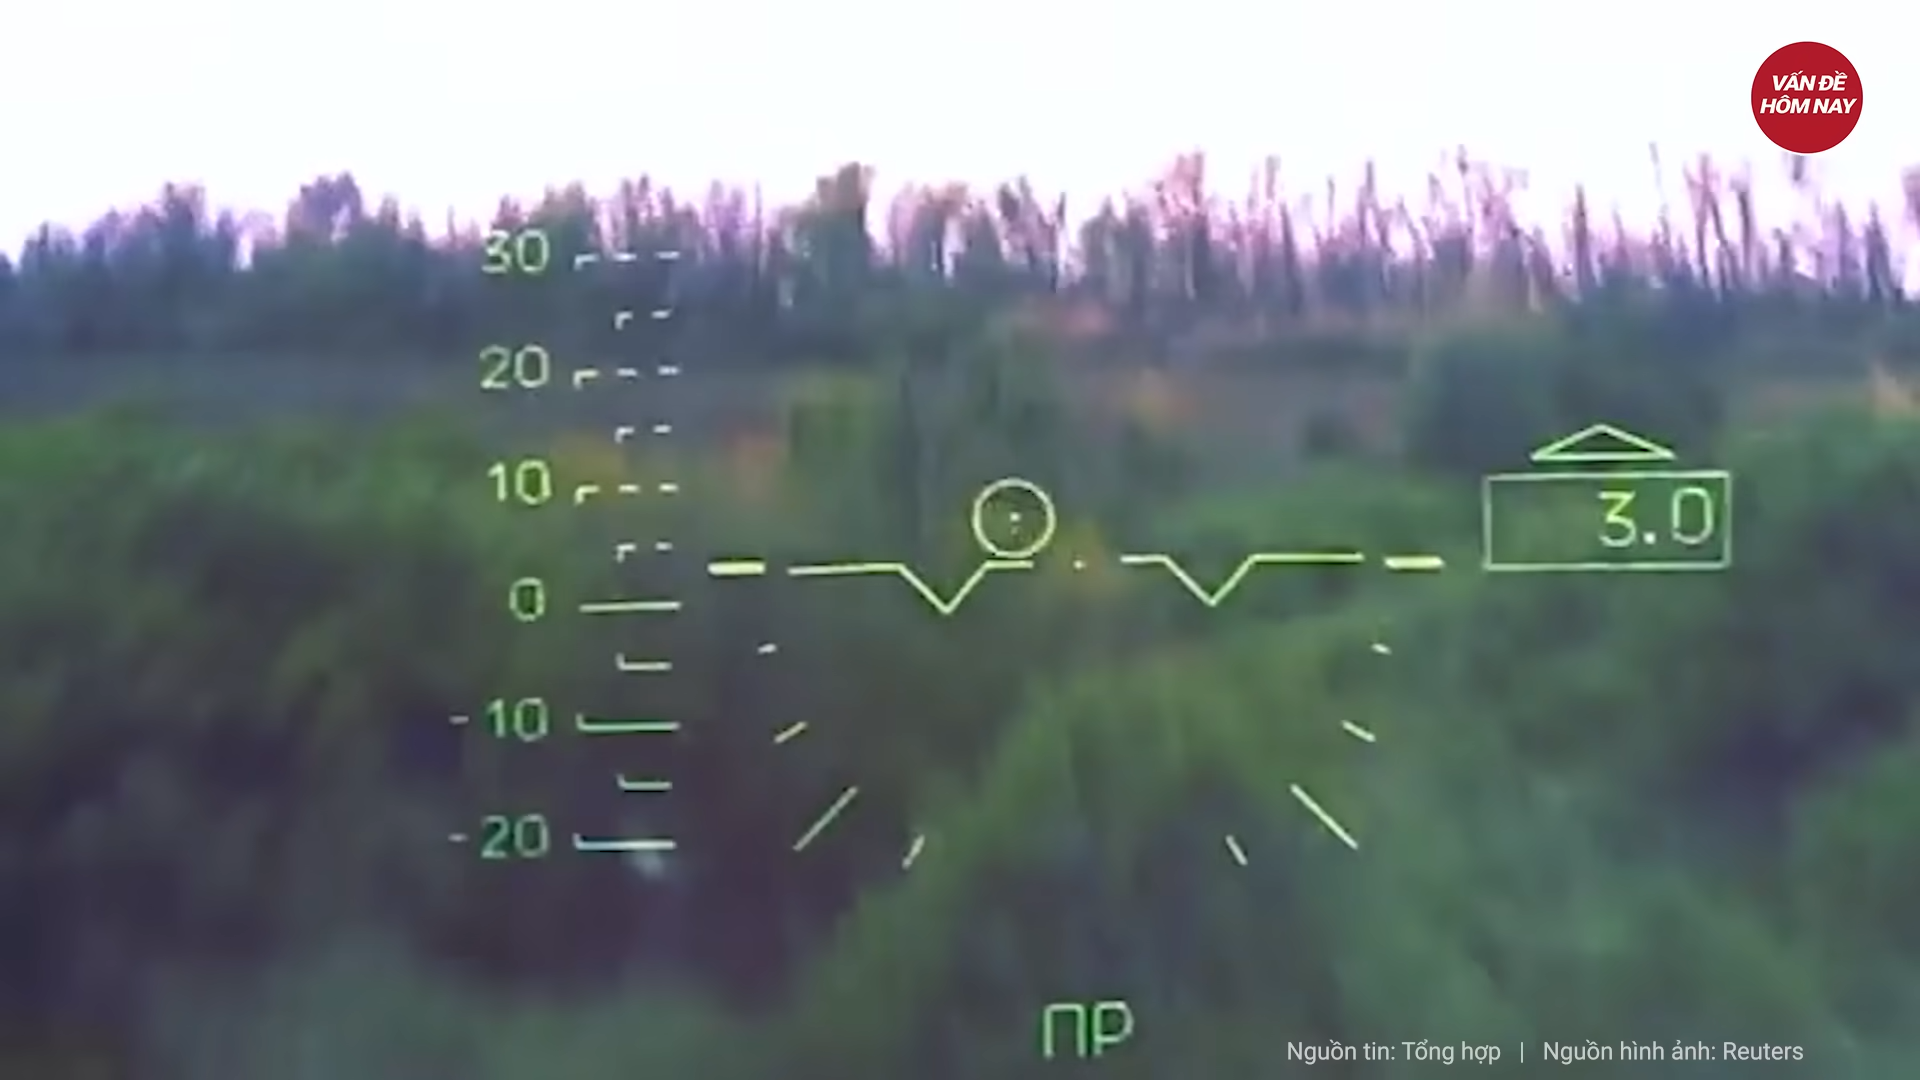 VẤN ĐỀ
HÔM NAY
30
20
10
0
-10
-20
3.0
ПР
Nguồn tin: Tổng hợp | Nguồn hình ảnh: Reuters